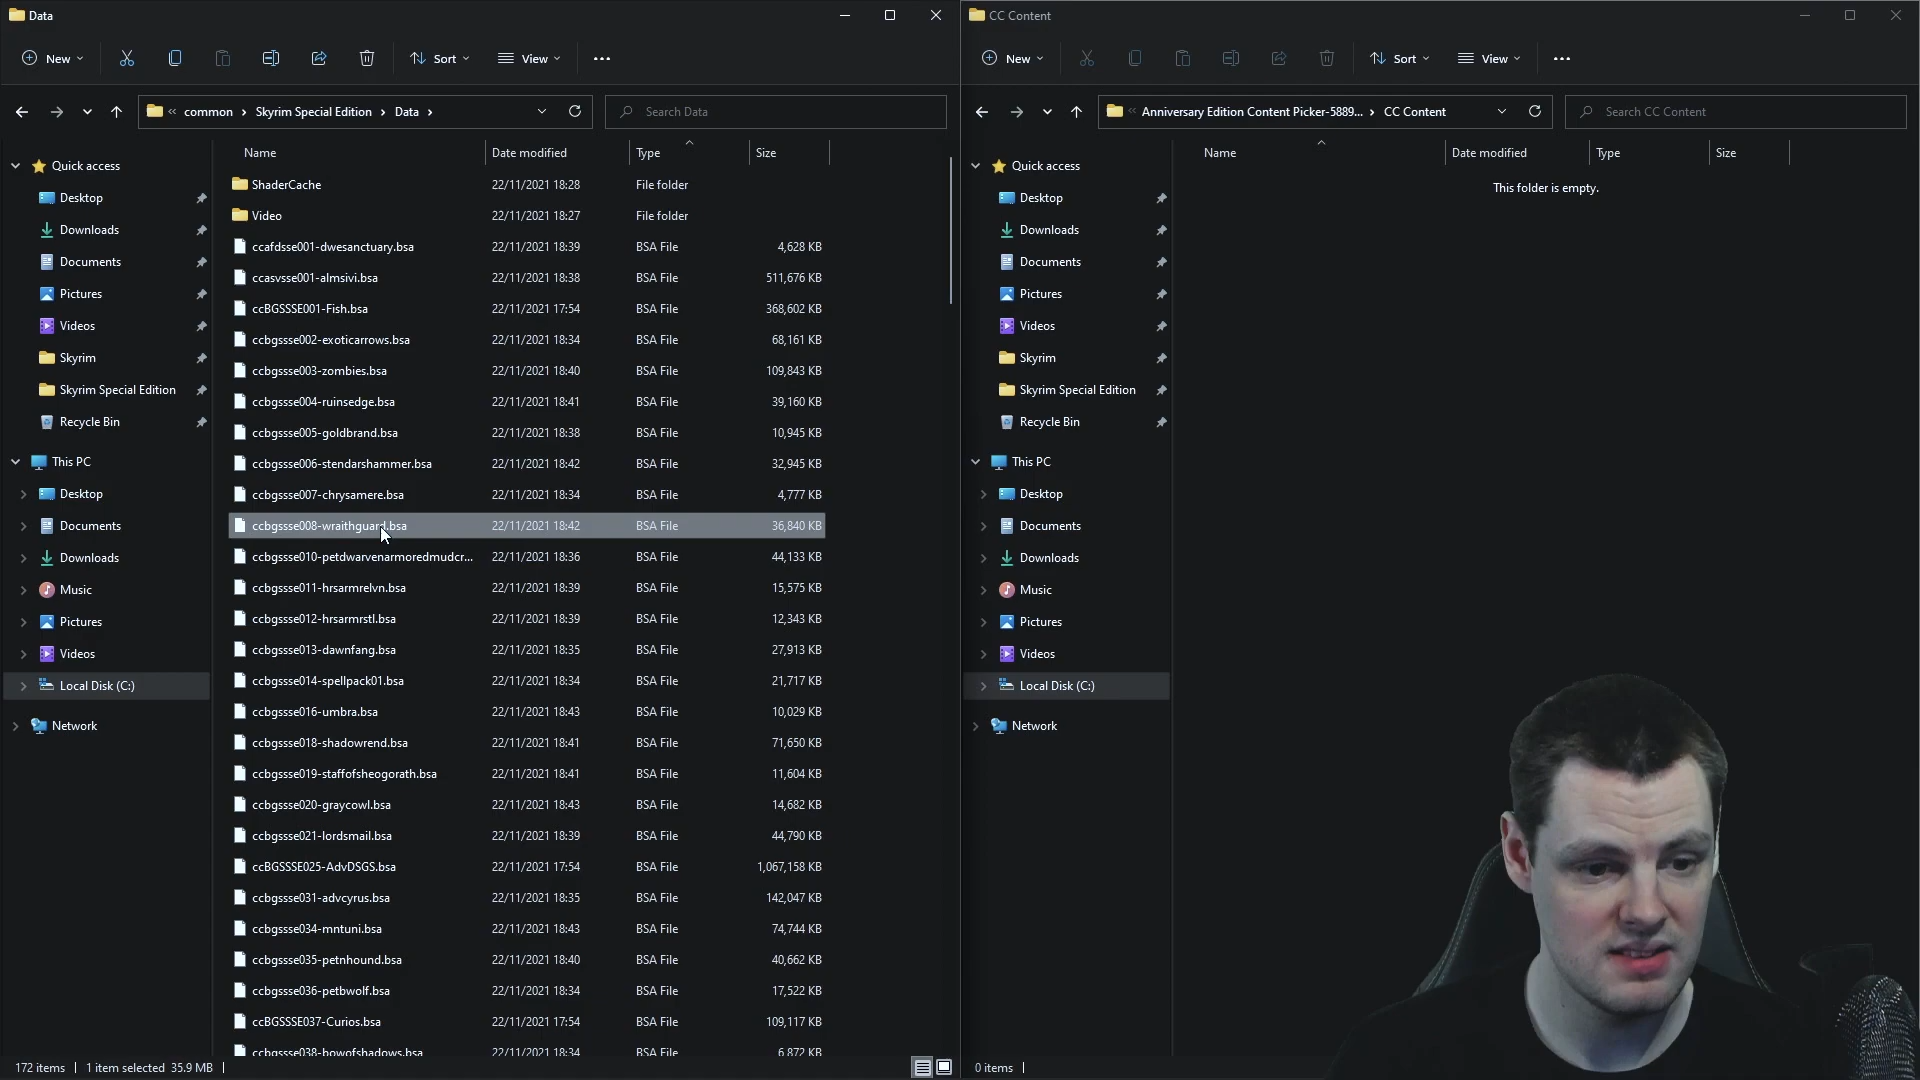 Data
New
Sort
View
« common › Skyrim Special Edition › Data ›
Search Data
Quick access
Desktop
Downloads
Documents
Pictures
Videos
Skyrim
Skyrim Special Edition
Recycle Bin
This PC
Desktop
Documents
Downloads
Music
Pictures
Videos
Local Disk (C:)
Network
Name Date modified Type Size
ShaderCache 22/11/2021 18:28 File folder
Video 22/11/2021 18:27 File folder
ccafdsse001-dwesanctuary.bsa 22/11/2021 18:39 BSA File 4,628 KB
ccasvsse001-almsivi.bsa 22/11/2021 18:38 BSA File 511,676 KB
ccBGSSSE001-Fish.bsa 22/11/2021 17:54 BSA File 368,602 KB
ccbgssse002-exoticarrows.bsa 22/11/2021 18:34 BSA File 68,161 KB
ccbgssse003-zombies.bsa 22/11/2021 18:40 BSA File 109,843 KB
ccbgssse004-ruinsedge.bsa 22/11/2021 18:41 BSA File 39,160 KB
ccbgssse005-goldbrand.bsa 22/11/2021 18:38 BSA File 10,945 KB
ccbgssse006-stendarshammer.bsa 22/11/2021 18:42 BSA File 32,945 KB
ccbgssse007-chrysamere.bsa 22/11/2021 18:34 BSA File 4,777 KB
ccbgssse008-wraithguard.bsa 22/11/2021 18:42 BSA File 36,840 KB
ccbgssse010-petdwarvenarmoredmudcr... 22/11/2021 18:36 BSA File 44,133 KB
ccbgssse011-hrsarmrelvn.bsa 22/11/2021 18:39 BSA File 15,575 KB
ccbgssse012-hrsarmrstl.bsa 22/11/2021 18:39 BSA File 12,343 KB
ccbgssse013-dawnfang.bsa 22/11/2021 18:35 BSA File 27,913 KB
ccbgssse014-spellpack01.bsa 22/11/2021 18:34 BSA File 21,717 KB
ccbgssse016-umbra.bsa 22/11/2021 18:43 BSA File 10,029 KB
ccbgssse018-shadowrend.bsa 22/11/2021 18:41 BSA File 71,650 KB
ccbgssse019-staffofsheogorath.bsa 22/11/2021 18:41 BSA File 11,604 KB
ccbgssse020-graycowl.bsa 22/11/2021 18:43 BSA File 14,682 KB
ccbgssse021-lordsmail.bsa 22/11/2021 18:39 BSA File 44,790 KB
ccBGSSSE025-AdvDSGS.bsa 22/11/2021 17:54 BSA File 1,067,158 KB
ccbgssse031-advcyrus.bsa 22/11/2021 18:35 BSA File 142,047 KB
ccbgssse034-mntuni.bsa 22/11/2021 18:43 BSA File 74,744 KB
ccbgssse035-petnhound.bsa 22/11/2021 18:40 BSA File 40,662 KB
ccbgssse036-petbwolf.bsa 22/11/2021 18:34 BSA File 17,522 KB
ccBGSSSE037-Curios.bsa 22/11/2021 17:54 BSA File 109,117 KB
ccbgssse038-bowofshadows.bsa 22/11/2021 18:34 BSA File 6,872 KB
172 items 1 item selected 35.9 MB
CC Content
New
Sort
View
« Anniversary Edition Content Picker-5889... › CC Content
Search CC Content
Quick access
Desktop
Downloads
Documents
Pictures
Videos
Skyrim
Skyrim Special Edition
Recycle Bin
This PC
Desktop
Documents
Downloads
Music
Pictures
Videos
Local Disk (C:)
Network
Name Date modified Type Size
This folder is empty.
0 items